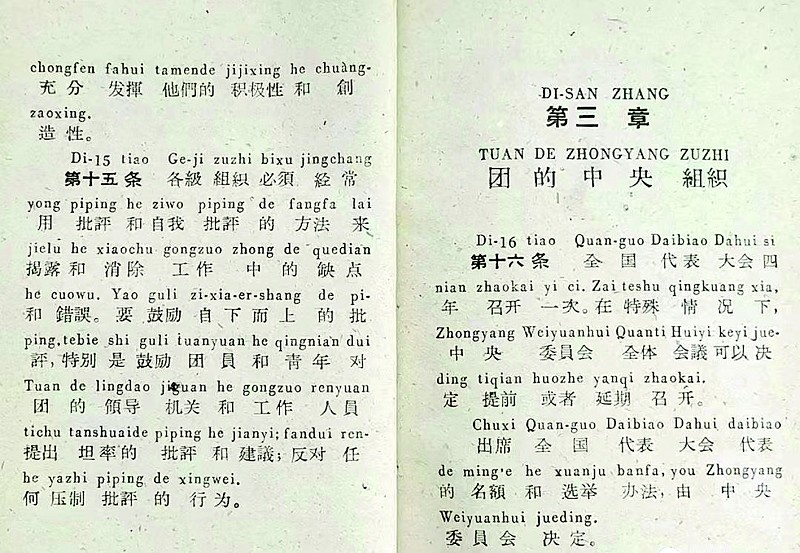 chongfen fahui tamende jijixing he chuàng-
充分 发揮 他們的 积极性和 創
zaoxing.
造性。
Di-15 tiao Ge-ji zuzhi bixu jingchang
第十五条 各級 組織 必須 経常
yong piping he ziwo piping de fangfa lai
用 批評 和自我 批評 的 方法 来
jielu he xiaochu gongzuo zhong de quedian
揭露和 消除 工作 中 的 缺点
he cuowu. Yao guli zi-xia-er-shang de pi-
和 錯誤。要 鼓励 自下而上 的 批
ping,tebie shi guli tuanyuan he qingnian dui
評,特别 是 鼓励 团員 和 青年 对
Tuan de lingdao jiguan he gongzuo renyuan
团 的 領导 机关 和 工作 人員
tichu tanshuaide piping he jianyi; fandui ren-
提出 坦率的 批評 和 建議;反对 任
he yazhi piping de xingwei.
何 压制 批評 的 行为。
DI-SAN ZHANG
第三 章
TUAN DE ZHONGYANG ZUZHI
团 的 中央 組織
Di-16 tiao Quan-guo Daibiao Dahui si
第十六条 全国 代表 大会 四
nian zhaokai yi ci. Zai teshu qingkuang xia,
年 召开 一次。在 特殊 情况 下,
Zhongyang Weiyuanhui Quanti Huiyi keyi jue-
中央 委員会 全体 会議 可以 决
ding tiqian huozhe yanqi zhaokai.
定 提前 或者 延期 召开。
Chuxi Quan-guo Daibiao Dahui daibiao
出席 全国 代表 大会 代表
de ming'e he xuanju banfa, you Zhongyang
的 名額 和 选举 办法,由 中央
Weiyuanhui jueding.
委員会 决定。